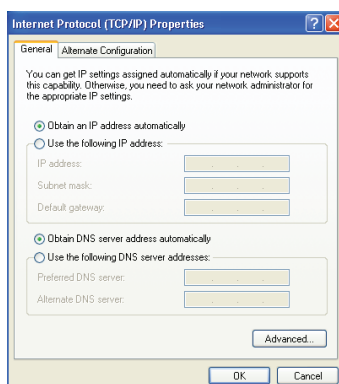 Internet Protocol (TCP/IP) Properties
General
Alternate Configuration
You can get IP settings assigned automatically if your network supports
this capability. Otherwise, you need to ask your network administrator for
the appropriate IP settings.
Obtain an IP address automatically
Use the following IP address:
IP address:
Subnet mask:
Default gateway:
Obtain DNS server address automatically
Use the following DNS server addresses:
Preferred DNS server:
Alternate DNS server:
Advanced...
OK
Cancel